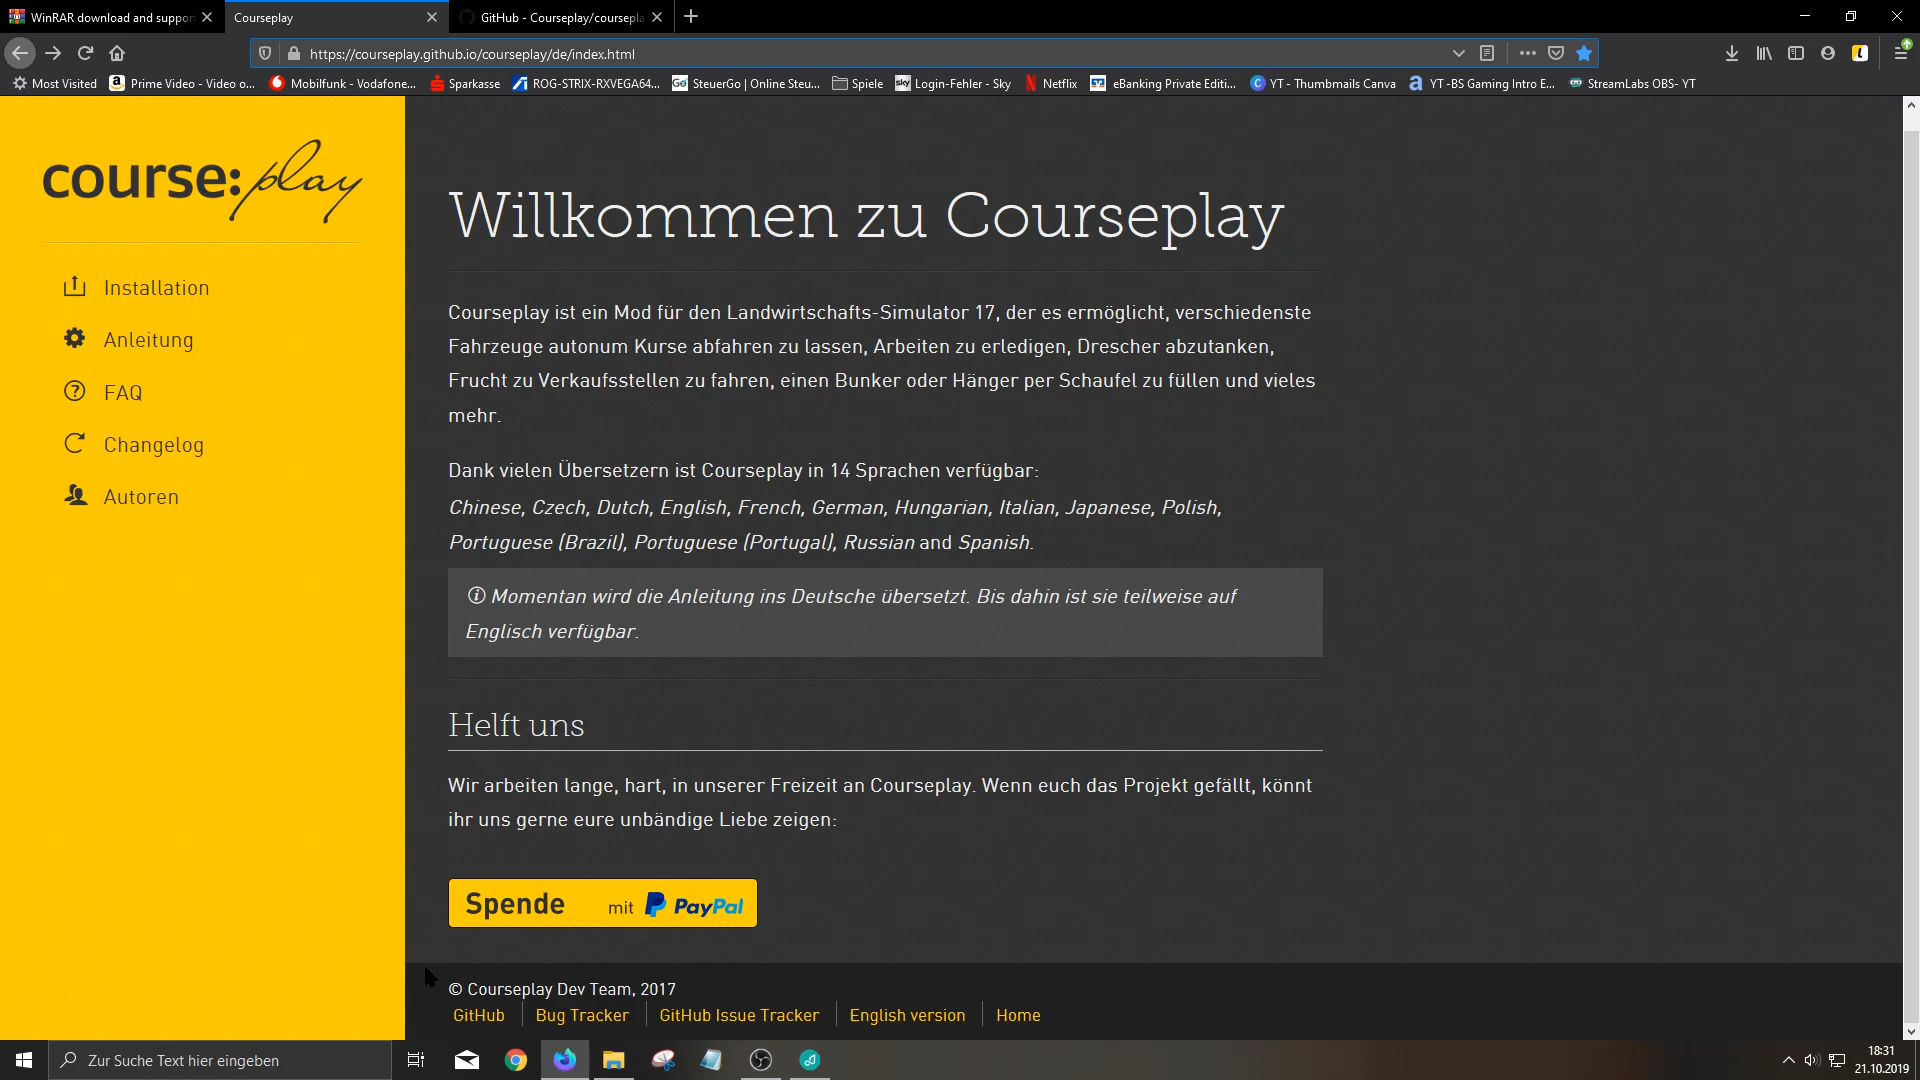 WinRAR download and suppor
Courseplay
GitHub - Courseplay/coursepla
https://courseplay.github.io/courseplay/de/index.html
Most Visited
Prime Video - Video o...
Mobilfunk - Vodafone...
Sparkasse
ROG-STRIX-RXVEGA64...
SteuerGo | Online Steu...
Spiele
sky
Login-Fehler - Sky
Netflix
eBanking Private Editi...
YT - Thumbmails Canva
YT -BS Gaming Intro E...
StreamLabs OBS- YT
course:play
Installation
Anleitung
FAQ
Changelog
Autoren
Willkommen zu Courseplay
Courseplay ist ein Mod für den Landwirtschafts-Simulator 17, der es ermöglicht, verschiedenste
Fahrzeuge autonum Kurse abfahren zu lassen, Arbeiten zu erledigen, Drescher abzutanken,
Frucht zu Verkaufsstellen zu fahren, einen Bunker oder Hänger per Schaufel zu füllen und vieles
mehr.
Dank vielen Übersetzern ist Courseplay in 14 Sprachen verfügbar:
Chinese, Czech, Dutch, English, French, German, Hungarian, Italian, Japanese, Polish,
Portuguese (Brazil), Portuguese (Portugal), Russian and Spanish.
Momentan wird die Anleitung ins Deutsche übersetzt. Bis dahin ist sie teilweise auf
Englisch verfügbar.
Helft uns
Wir arbeiten lange, hart, in unserer Freizeit an Courseplay. Wenn euch das Projekt gefällt, könnt
ihr uns gerne eure unbändige Liebe zeigen:
Spende mit PayPal
© Courseplay Dev Team, 2017
GitHub
Bug Tracker
GitHub Issue Tracker
English version
Home
Zur Suche Text hier eingeben
18:31
21.10.2019